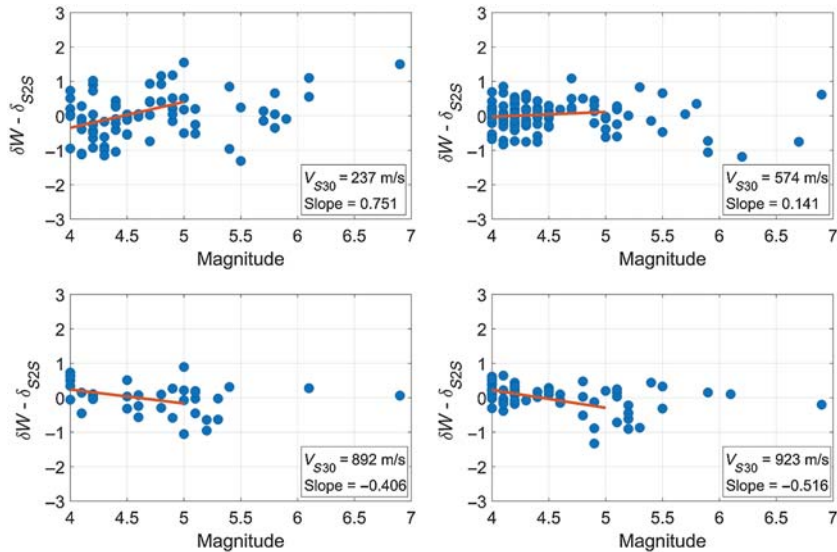 3
2
1
0
−1
−2
−3
δW - δS2S
V S30 = 237 m/s
Slope = 0.751
4 4.5 5 5.5 6 6.5 7
Magnitude
3
2
1
0
−1
−2
−3
δW - δS2S
V S30 = 574 m/s
Slope = 0.141
4 4.5 5 5.5 6 6.5 7
Magnitude
3
2
1
0
−1
−2
−3
δW - δS2S
V S30 = 892 m/s
Slope = −0.406
4 4.5 5 5.5 6 6.5 7
Magnitude
3
2
1
0
−1
−2
−3
δW - δS2S
V S30 = 923 m/s
Slope = −0.516
4 4.5 5 5.5 6 6.5 7
Magnitude